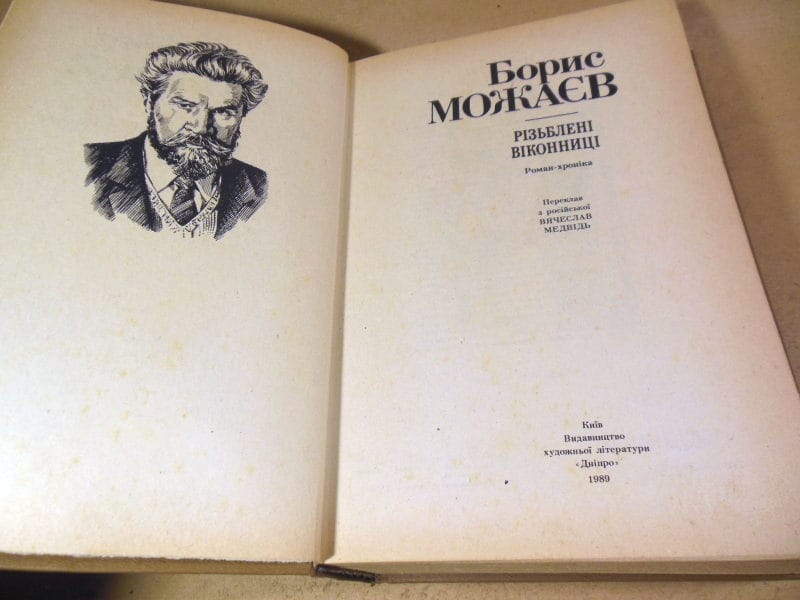 Борис
МОЖАЄВ
РІЗЬБЛЕНІ
ВІКОННИЦІ
Роман-хроніка
Переклав
з російської
ВЯЧЕСЛАВ
МЕДВІДЬ
Київ
Видавництво
художньої літератури
«Дніпро»
1989